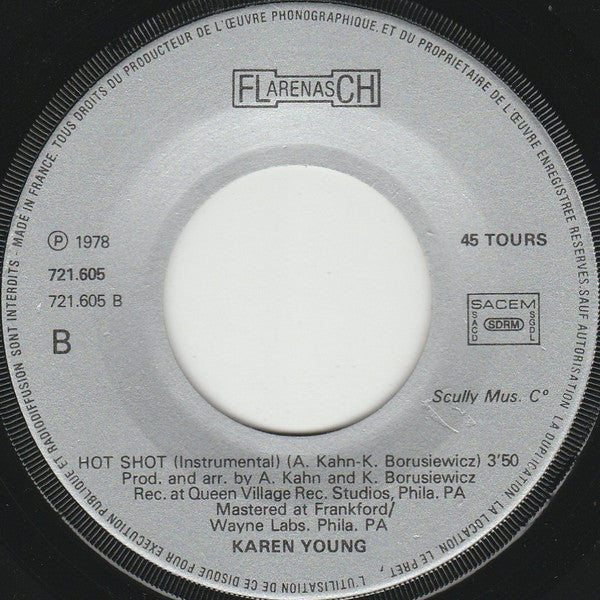 FLARENASCH
Ⓟ 1978
45 TOURS
721.605
721.605 B
B
SACEM
SACD
SDRM
SGDL
Scully Mus. Cº
HOT SHOT (Instrumental) (A. Kahn-K. Borusiewicz) 3'50
Prod. and arr. by A. Kahn and K. Borusiewicz
Rec. at Queen Village Rec. Studios, Phila. PA
Mastered at Frankford/
Wayne Labs. Phila. PA
KAREN YOUNG
MADE IN FRANCE. TOUS DROITS DU PRODUCTEUR DE L'ŒUVRE PHONOGRAPHIQUE, ET DU PROPRIETAIRE DE L'ŒUVRE ENREGISTREE RESERVES. SAUF AUTORISATION LA DUPLICATION, LA LOCATION, LE PRET, L'UTILISATION DE CE DISQUE POUR EXECUTION PUBLIQUE ET RADIODIFFUSION SONT INTERDITS -